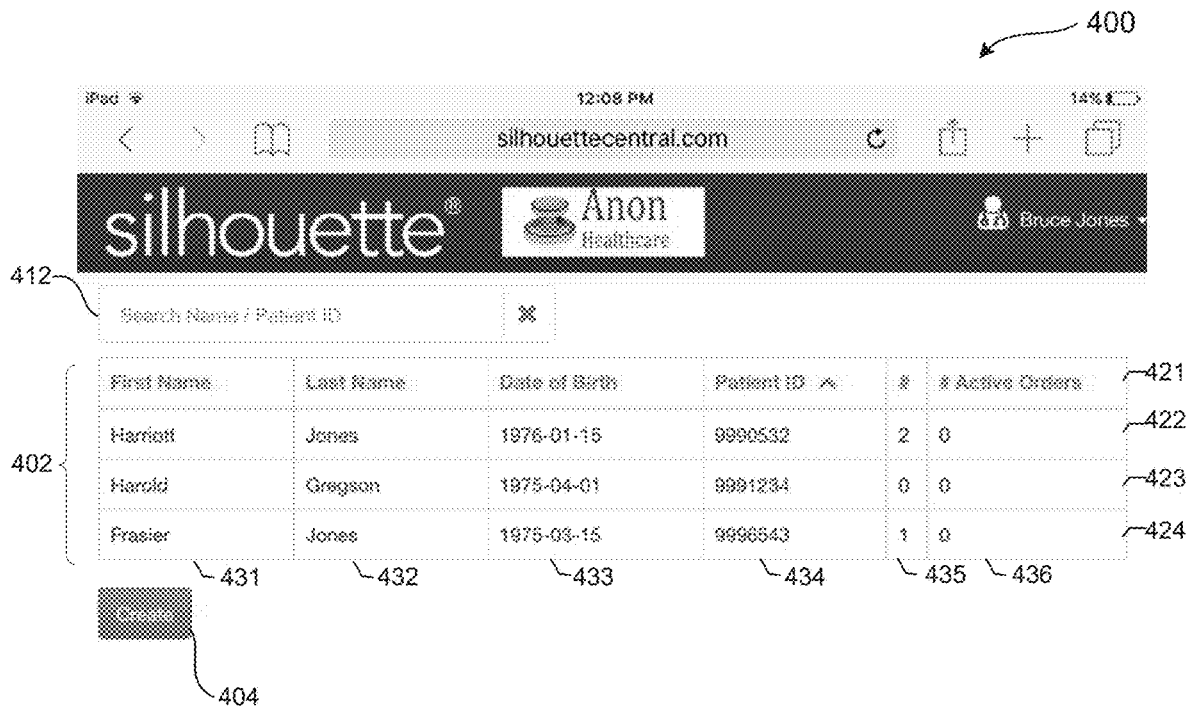 400
iPad 12:08 PM 14%
silhouettecentral.com
silhouette® Anon Healthcare Bruce Jones
412
Search Name / Patient ID
First Name Last Name Date of Birth Patient ID # # Active Orders 421
Harriott Jones 1976-01-15 9990532 2 0 422
402
Harold Gregson 1975-04-01 9991234 0 0 423
Frasier Jones 1975-03-15 9996543 1 0 424
431 432 433 434 435 436
404